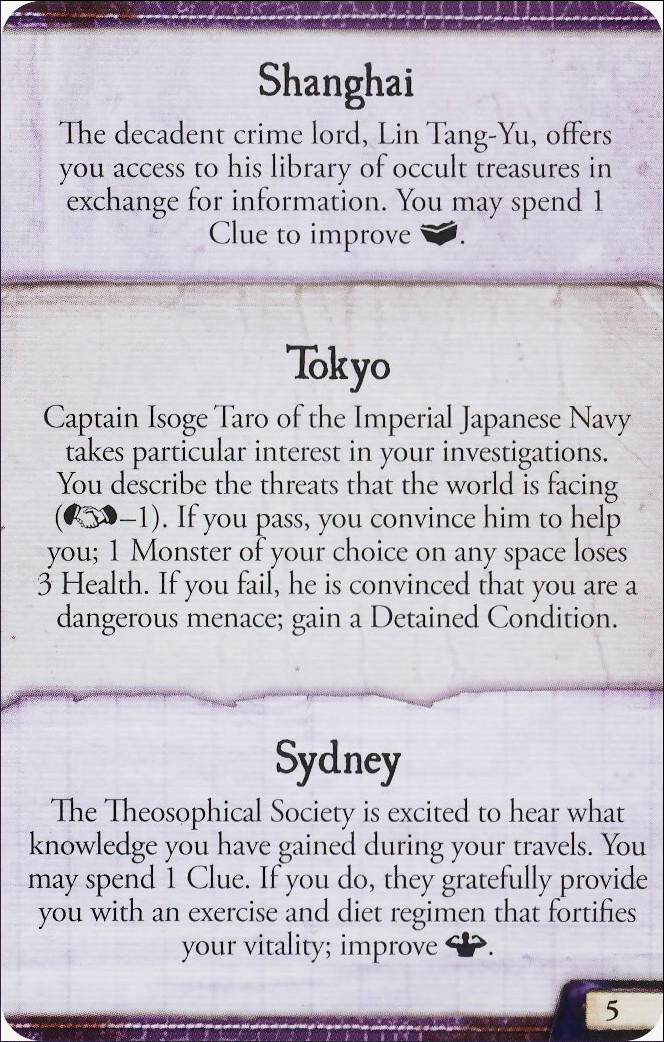 Shanghai
The decadent crime lord, Lin Tang-Yu, offers
you access to his library of occult treasures in
exchange for information. You may spend 1
Clue to improve .
Tokyo
Captain Isoge Taro of the Imperial Japanese Navy
takes particular interest in your investigations.
You describe the threats that the world is facing
(–1). If you pass, you convince him to help
you; 1 Monster of your choice on any space loses
3 Health. If you fail, he is convinced that you are a
dangerous menace; gain a Detained Condition.
Sydney
The Theosophical Society is excited to hear what
knowledge you have gained during your travels. You
may spend 1 Clue. If you do, they gratefully provide
you with an exercise and diet regimen that fortifies
your vitality; improve .
5